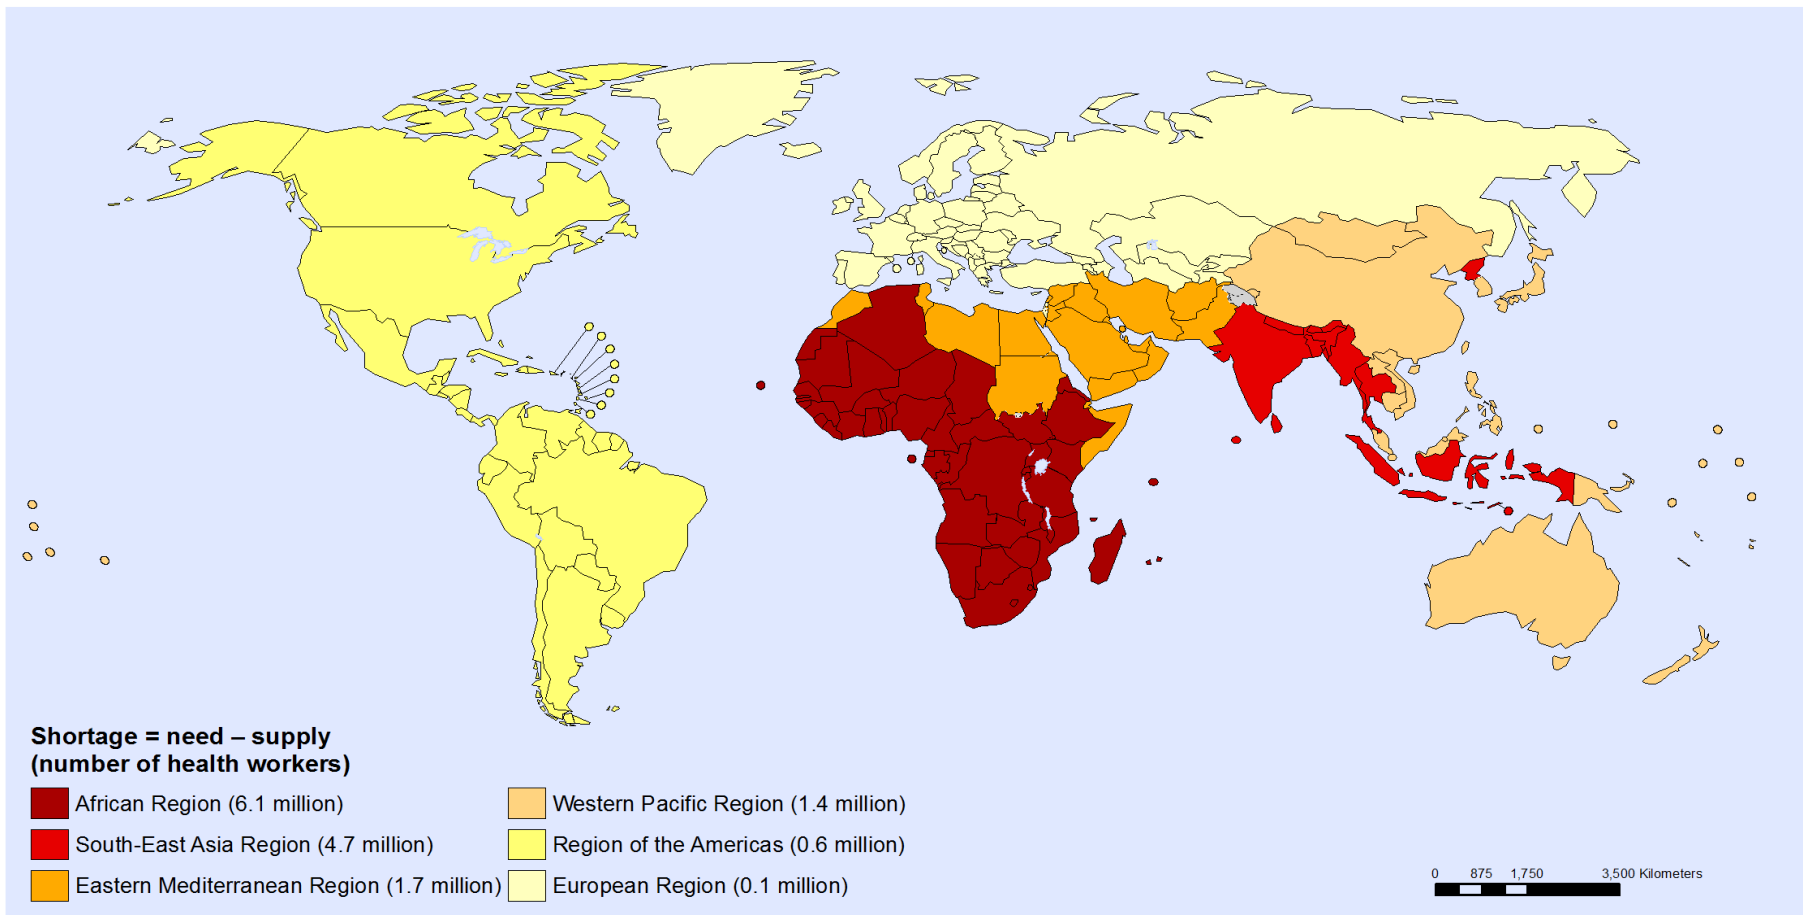 Shortage = need – supply
(number of health workers)
African Region (6.1 million)
South-East Asia Region (4.7 million)
Eastern Mediterranean Region (1.7 million)
Western Pacific Region (1.4 million)
Region of the Americas (0.6 million)
European Region (0.1 million)
0 875 1,750 3,500 Kilometers